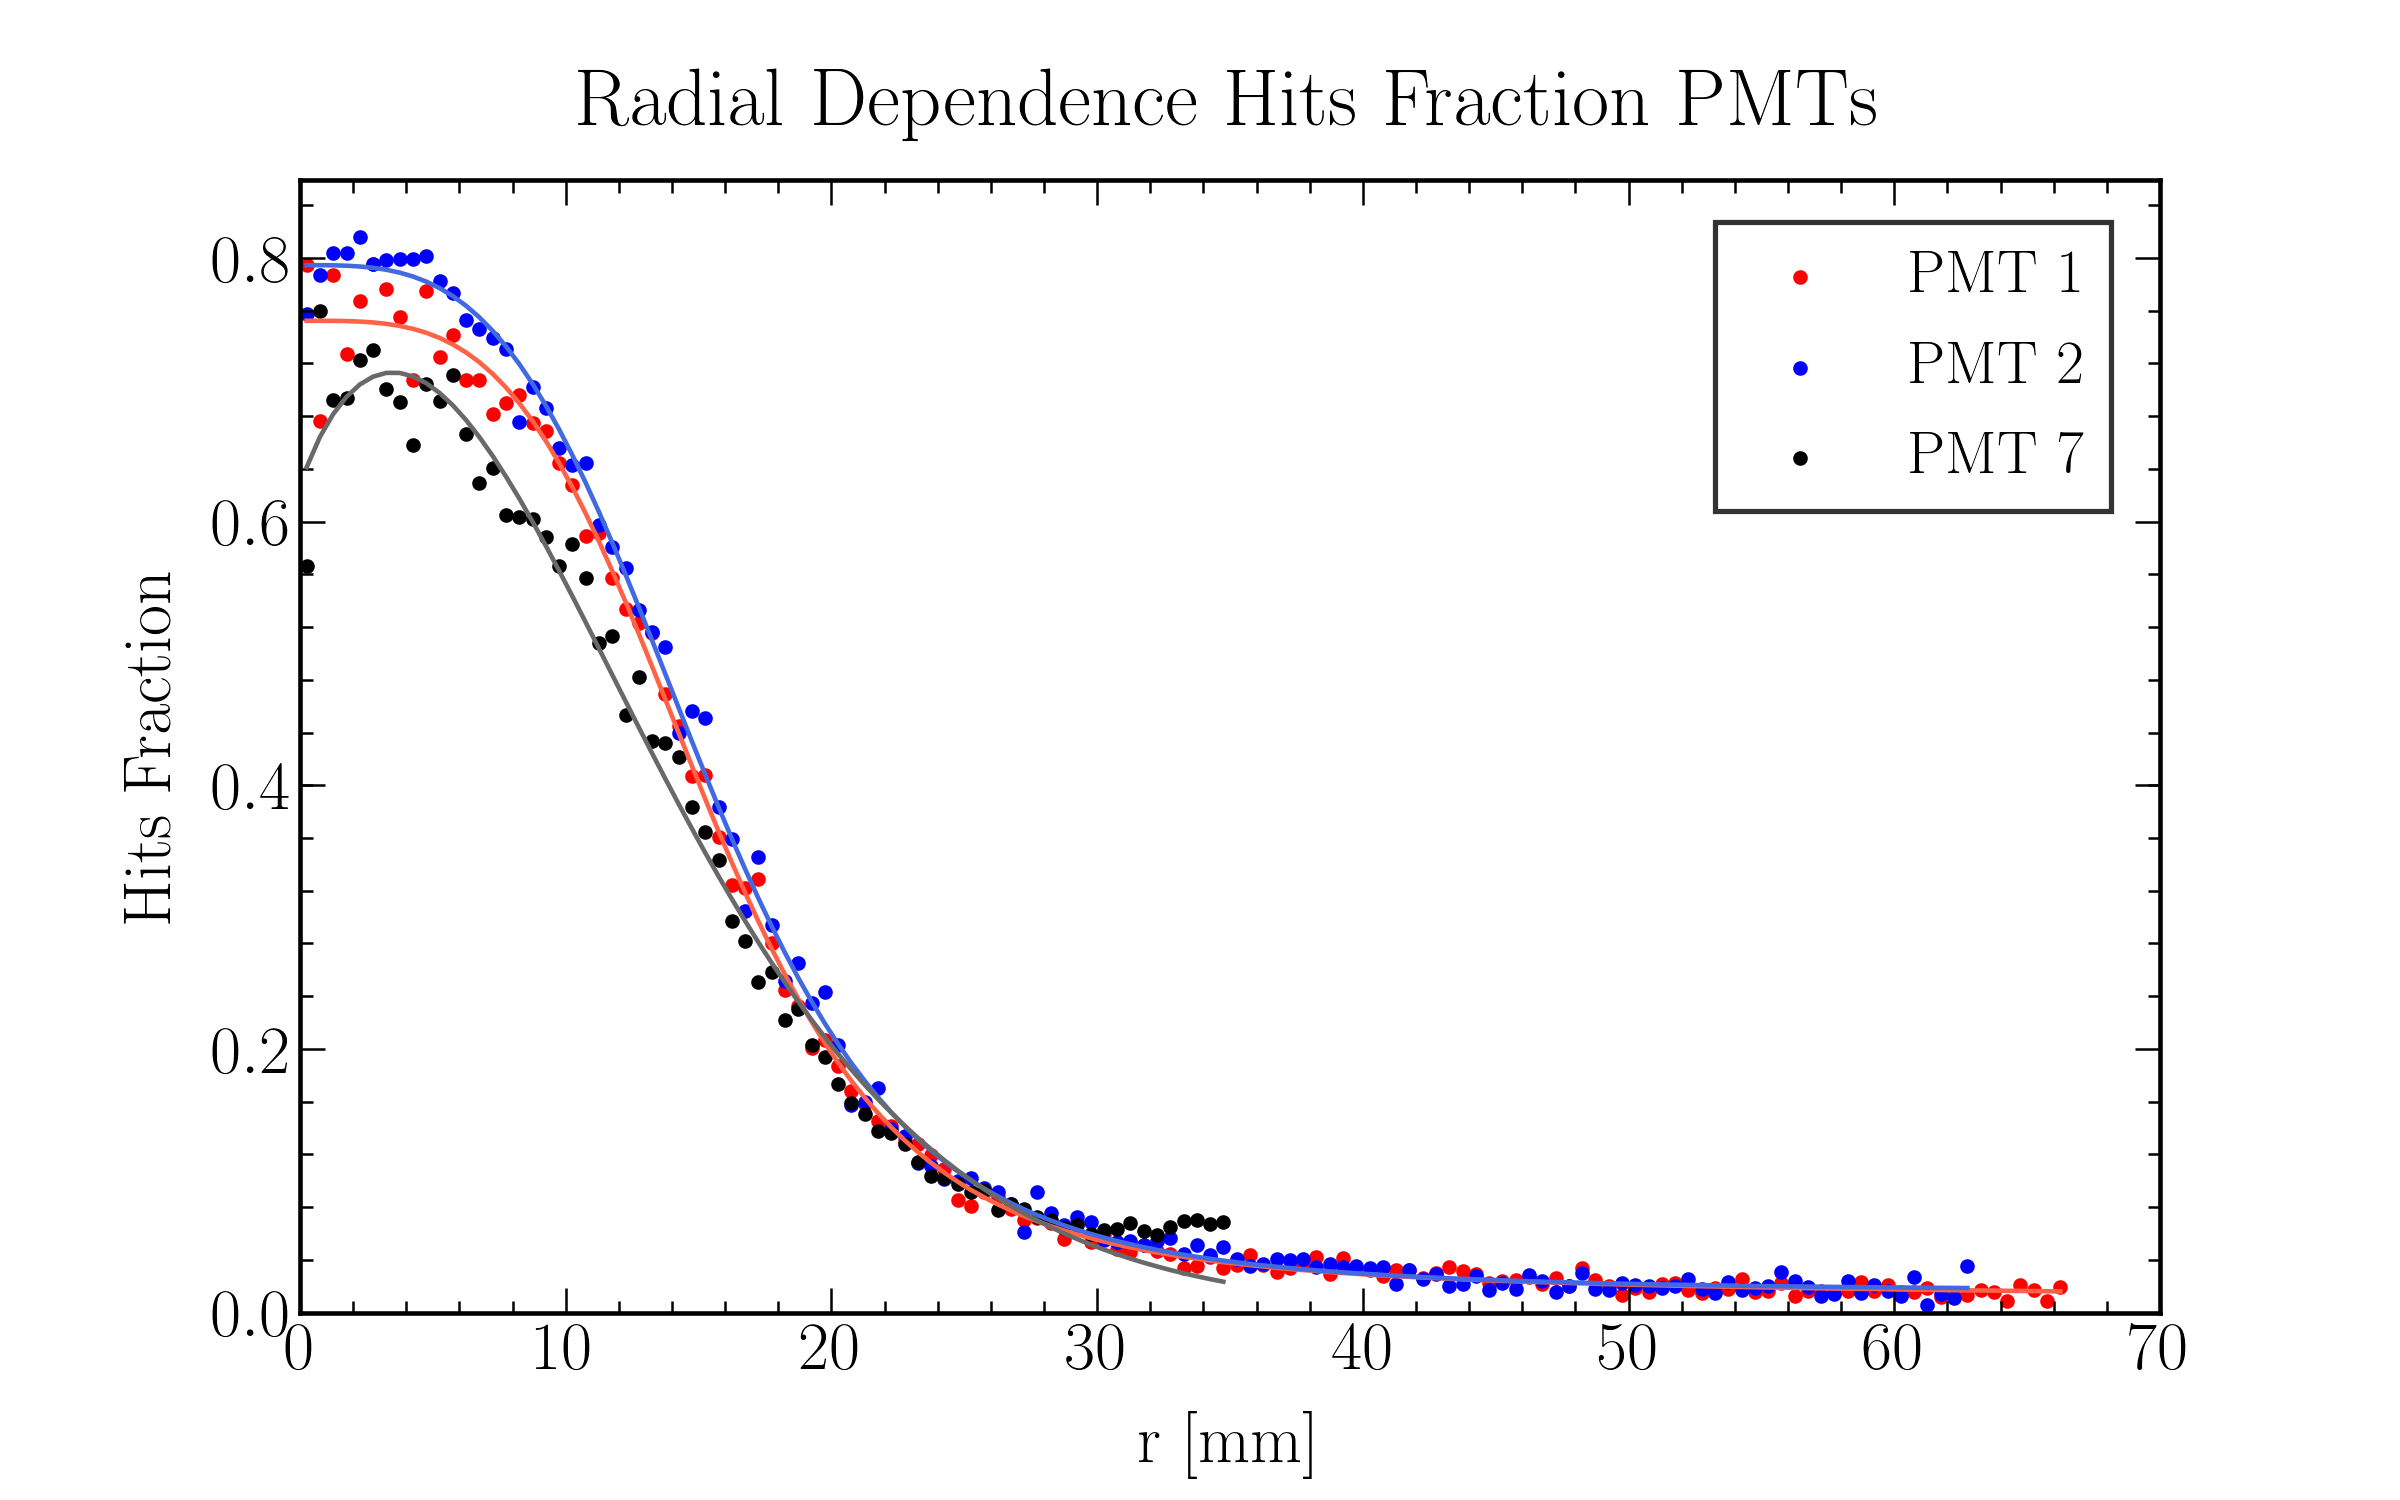 Radial Dependence Hits Fraction PMTs
PMT 1
PMT 2
PMT 7
Hits Fraction
0.8
0.6
0.4
0.2
0.0
0 10 20 30 40 50 60 70
r [mm]